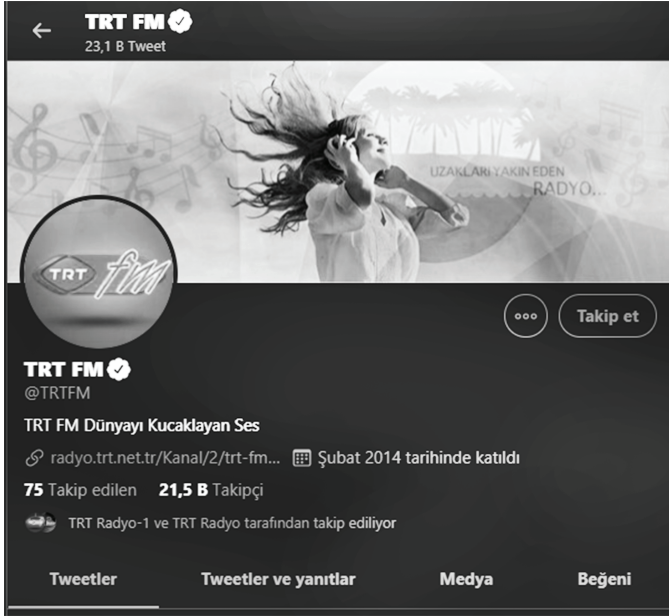 TRT FM
23,1 B Tweet
UZAKLARI YAKIN EDEN
RADYO...
TRT fm
Takip et
TRT FM
@TRTFM
TRT FM Dünyayı Kucaklayan Ses
radyo.trt.net.tr/Kanal/2/trt-fm... Şubat 2014 tarihinde katıldı
75 Takip edilen 21,5 B Takipçi
TRT Radyo-1 ve TRT Radyo tarafından takip ediliyor
Tweetler Tweetler ve yanıtlar Medya Beğeni